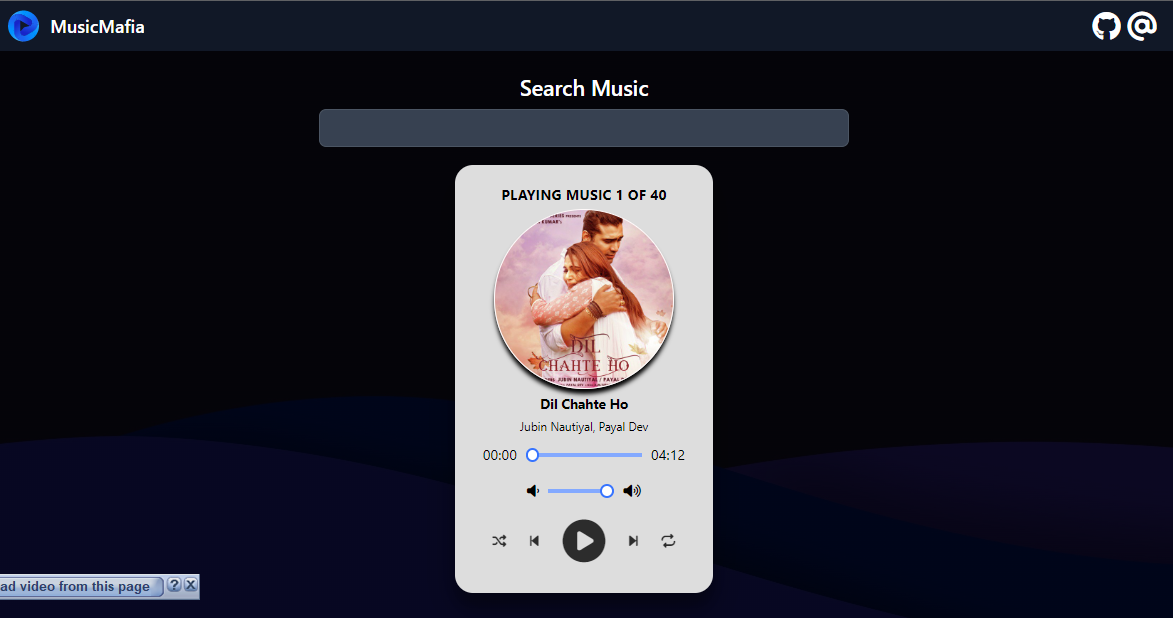 MusicMafia
Search Music
PLAYING MUSIC 1 OF 40
KUMAR's
DIL
CHAHTE HO
JUBIN NAUTIYAL / PAYAL
Dil Chahte Ho
Jubin Nautiyal, Payal Dev
00:00 04:12
ad video from this page ? X